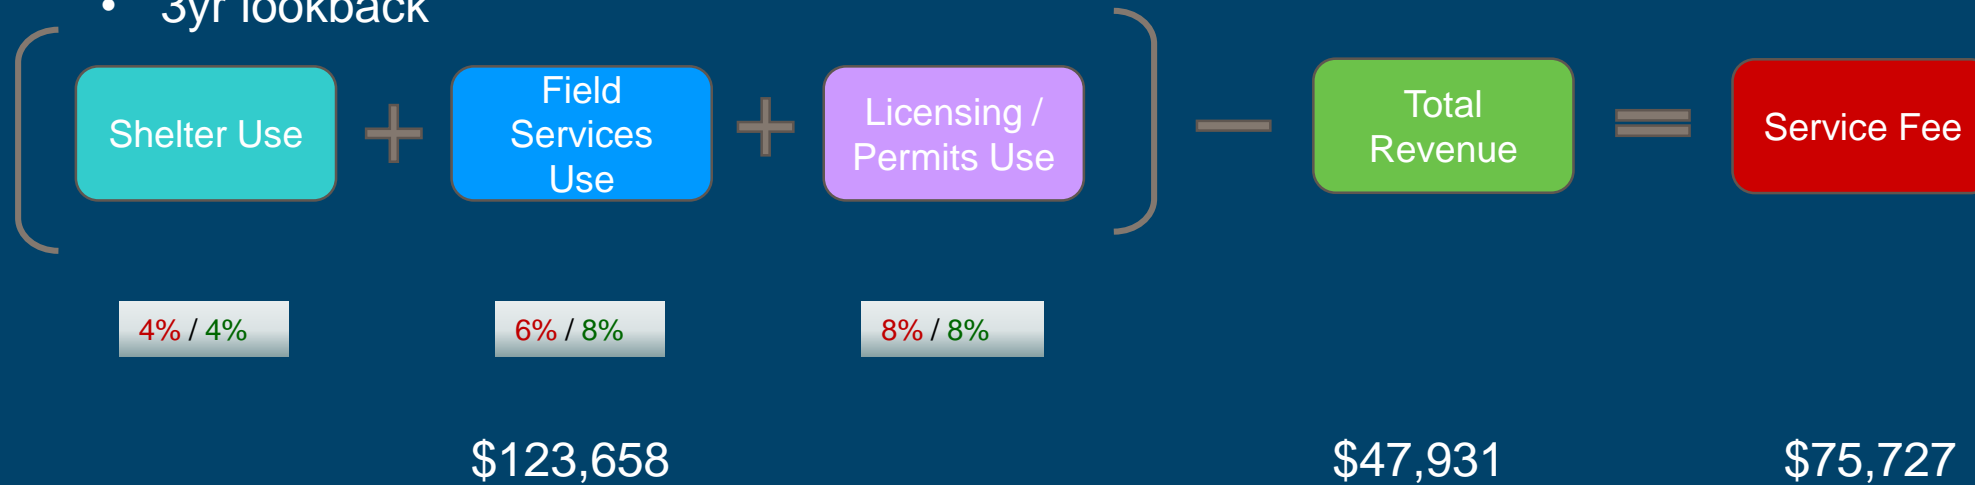 • 3yr lookback
Shelter Use
Field
Services
Use
Licensing /
Permits Use
Total
Revenue
Service Fee
4% / 4%
6% / 8%
8% / 8%
$123,658
$47,931
$75,727